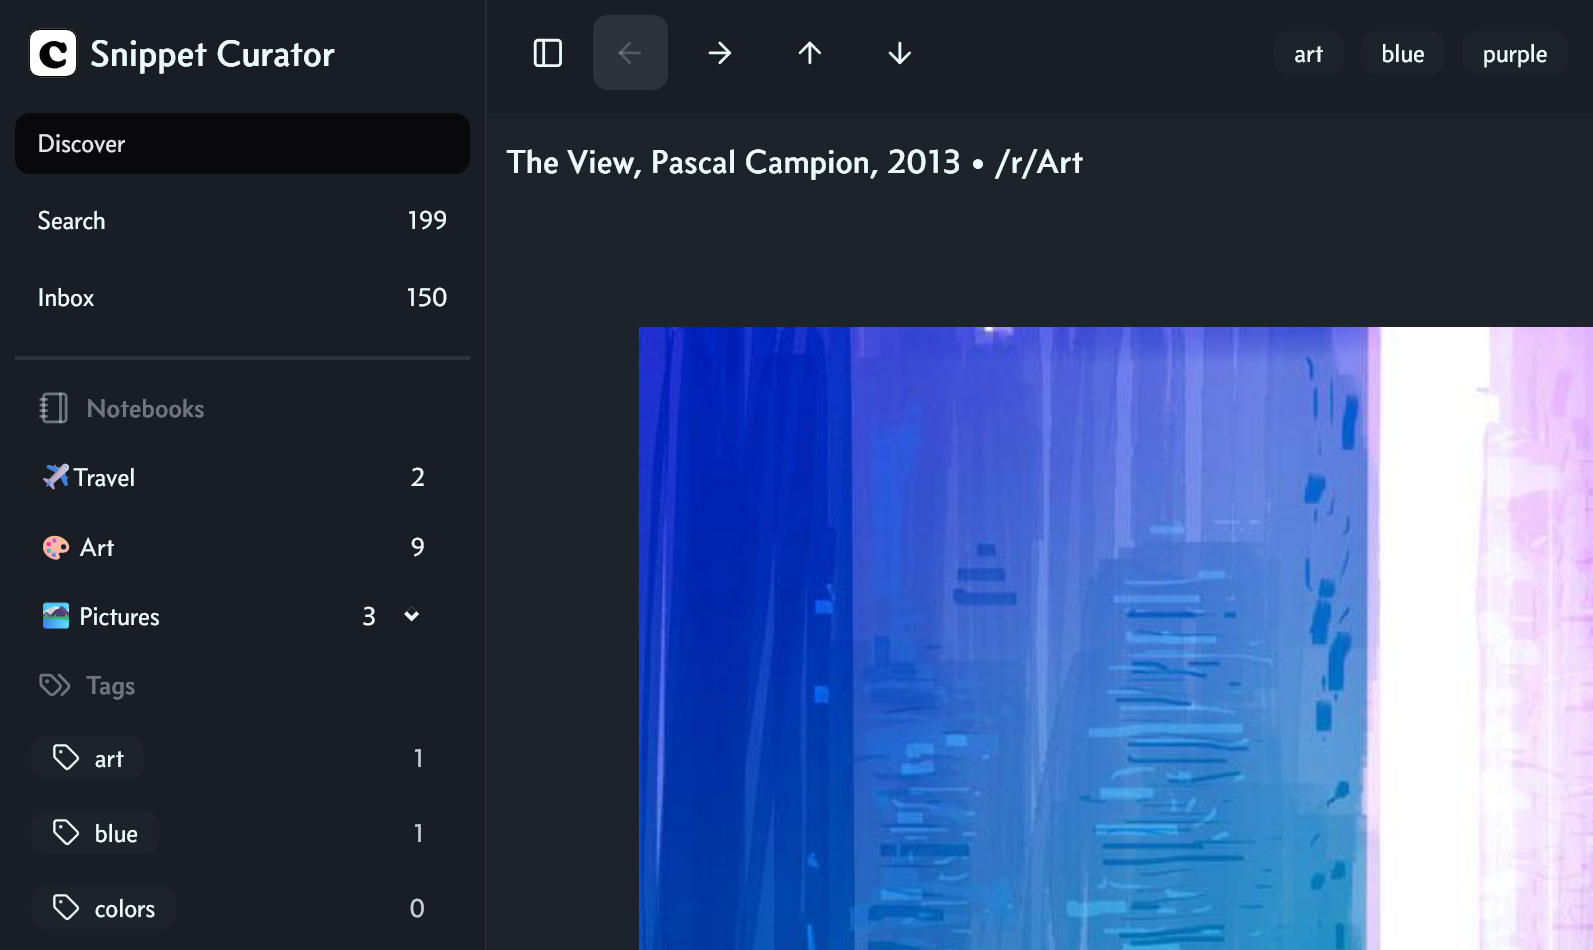 Snippet Curator
Discover
Search 199
Inbox 150
Notebooks
Travel 2
Art 9
Pictures 3
Tags
art 1
blue 1
colors 0
art blue purple
The View, Pascal Campion, 2013 • /r/Art